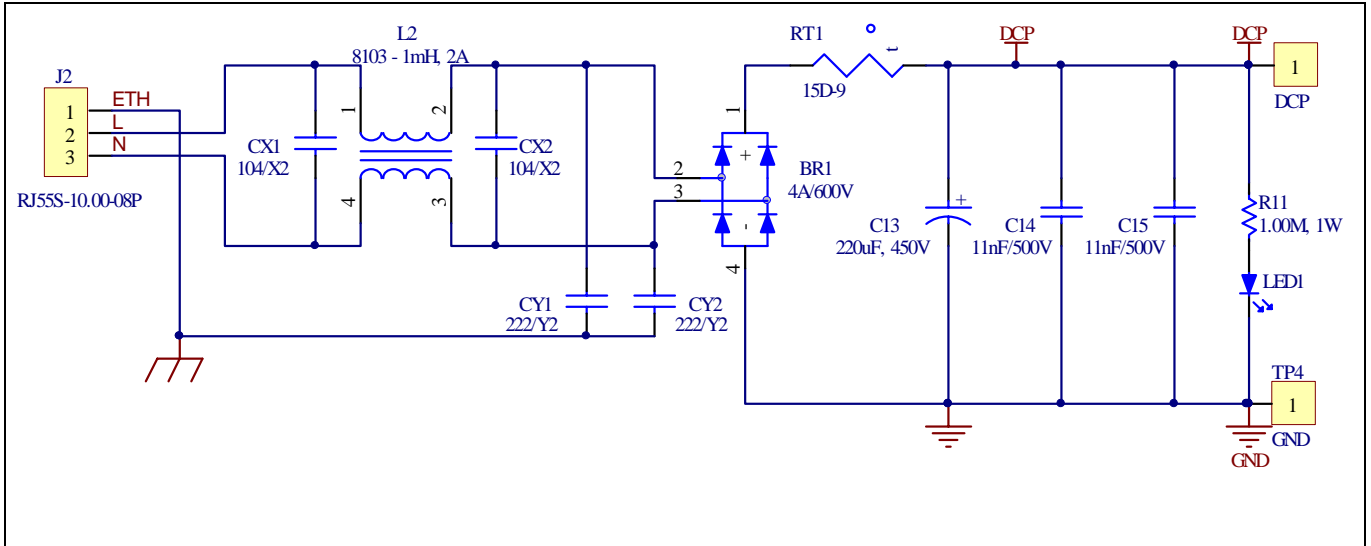 J2
1
2
3
ETH
L
N
RJ55S-10.00-08P
L2
8103 - 1mH, 2A
1
2
4
3
CX1
104/X2
CX2
104/X2
CY1
222/Y2
CY2
222/Y2
1
2
3
4
+
-
BR1
4A/600V
RT1
t
15D-9
DCP
DCP
1
DCP
+
C13
220uF, 450V
C14
11nF/500V
C15
11nF/500V
R11
1.00M, 1W
LED1
TP4
1
GND
GND